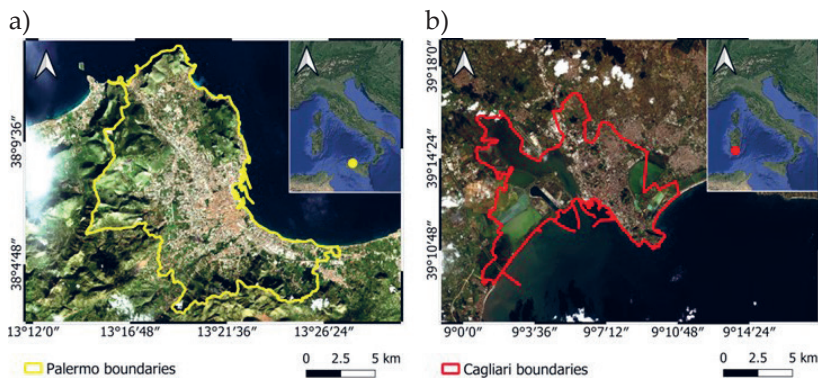 a)
38°9′36″
38°4′48″
13°12′0″ 13°16′48″ 13°21′36″ 13°26′24″
Palermo boundaries
0 2.5 5 km
b)
39°18′0″
39°14′24″
39°10′48″
9°0′0″ 9°3′36″ 9°7′12″ 9°10′48″ 9°14′24″
Cagliari boundaries
0 2.5 5 km